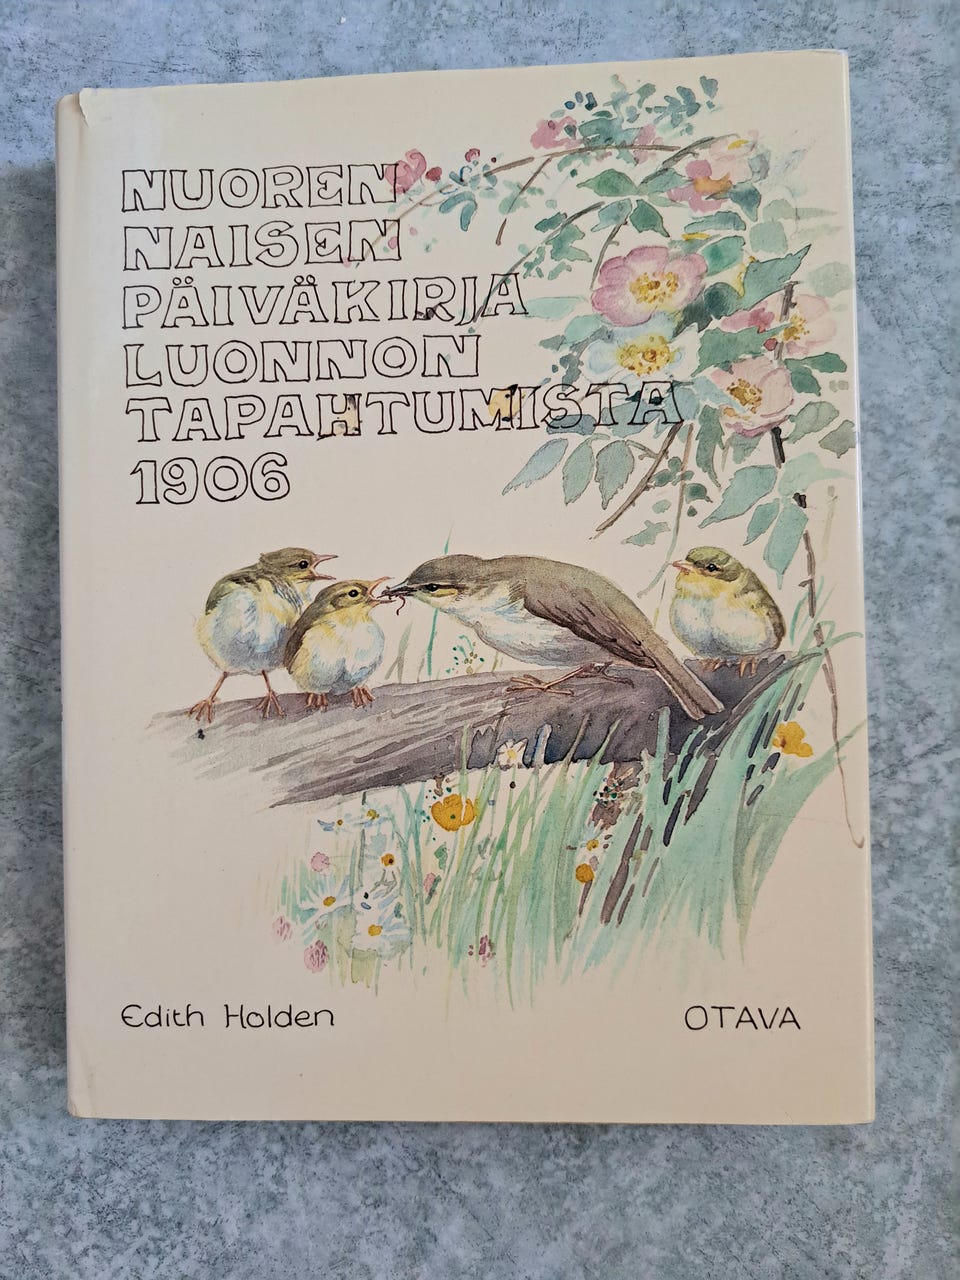 NUOREN
NAISEN
PÄIVÄKIRJA
LUONNON
TAPAHTUMISTA
1906
Edith Holden
OTAVA